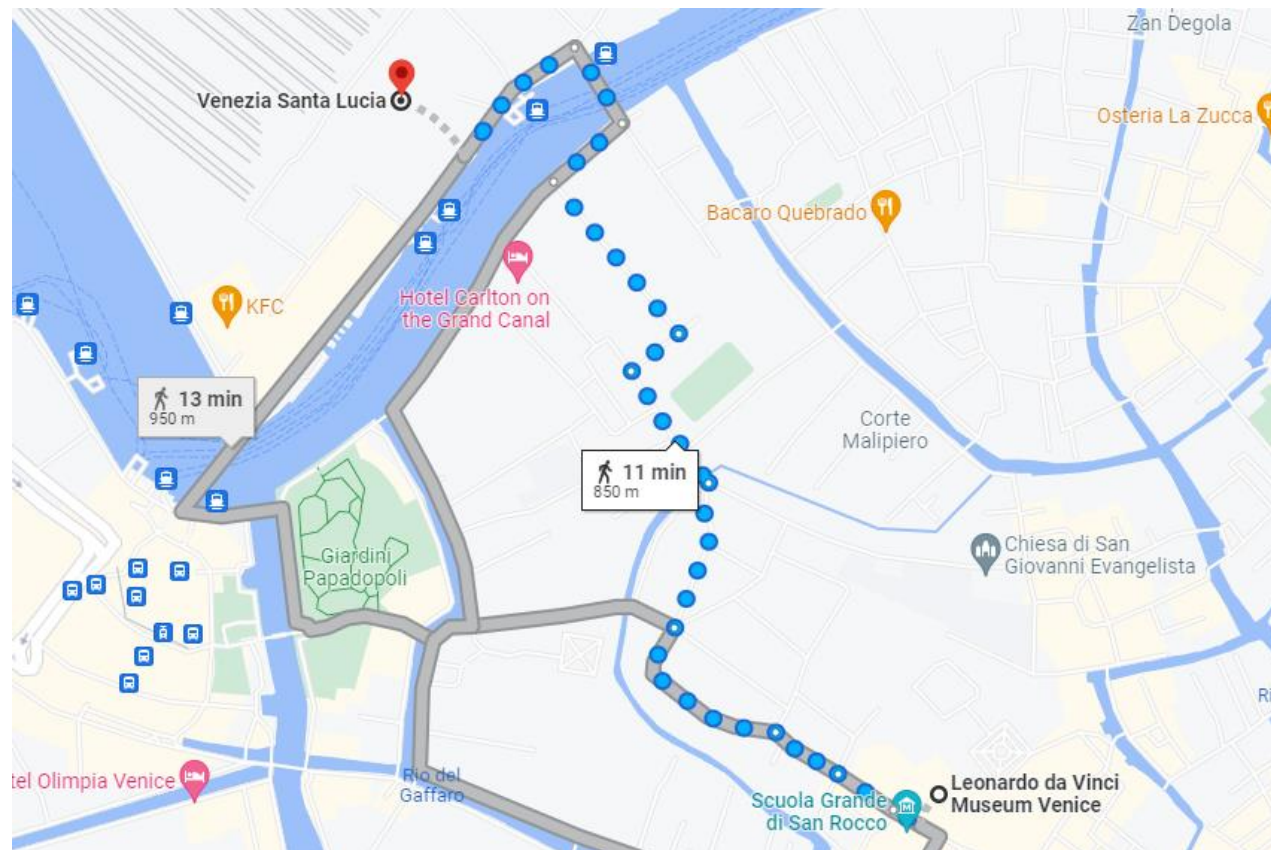 Zan Degola
Venezia Santa Lucia
Osteria La Zucca
Bacaro Quebrado
Hotel Carlton on
the Grand Canal
KFC
13 min
950 m
Corte
Malipiero
11 min
850 m
Giardini
Papadopoli
Chiesa di San
Giovanni Evangelista
Ri
tel Olimpia Venice
Rio del
Gaffaro
Leonardo da Vinci
Museum Venice
Scuola Grande
di San Rocco